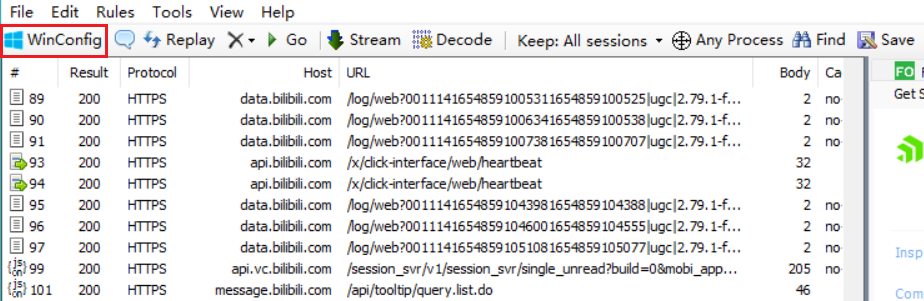 File Edit Rules Tools View Help
WinConfig Replay Go Stream Decode Keep: All sessions Any Process Find Save
# Result Protocol Host URL Body Ca
89 200 HTTPS data.bilibili.com /log/web?0011141654859100531165485910​0525|ugc|2.79.1-f... 2 no-
90 200 HTTPS data.bilibili.com /log/web?00111416548591006341654859100538|ugc|2.79.1-f... 2 no-
91 200 HTTPS data.bilibili.com /log/web?00111416548591007381654859100707|ugc|2.79.1-f... 2 no-
93 200 HTTPS api.bilibili.com /x/click-interface/web/heartbeat 32
94 200 HTTPS api.bilibili.com /x/click-interface/web/heartbeat 32
95 200 HTTPS data.bilibili.com /log/web?00111416548591043981654859104388|ugc|2.79.1-f... 2 no-
96 200 HTTPS data.bilibili.com /log/web?00111416548591046001654859104555|ugc|2.79.1-f... 2 no-
97 200 HTTPS data.bilibili.com /log/web?00111416548591051081654859105077|ugc|2.79.1-f... 2 no-
99 200 HTTPS api.vc.bilibili.com /session_svr/v1/session_svr/single_unread?build=0&mobi_app... 205 no-
101 200 HTTPS message.bilibili.com /api/tooltip/query.list.do 46
FO
Get S
Insp
Com